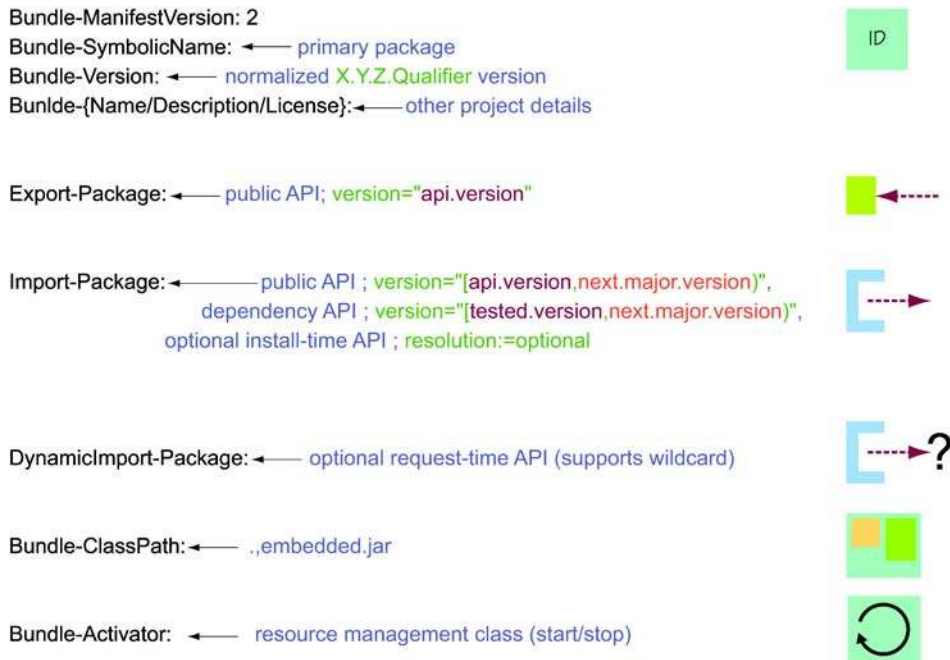 Bundle-ManifestVersion: 2
Bundle-SymbolicName: primary package
Bundle-Version: normalized X.Y.Z.Qualifier version
Bunlde-{Name/Description/License}: other project details
ID
Export-Package: public API; version="api.version"
Import-Package: public API ; version="[api.version,next.major.version)",
dependency API ; version="[tested.version,next.major.version)",
optional install-time API ; resolution:=optional
DynamicImport-Package: optional request-time API (supports wildcard)
?
Bundle-ClassPath: .,embedded.jar
Bundle-Activator: resource management class (start/stop)